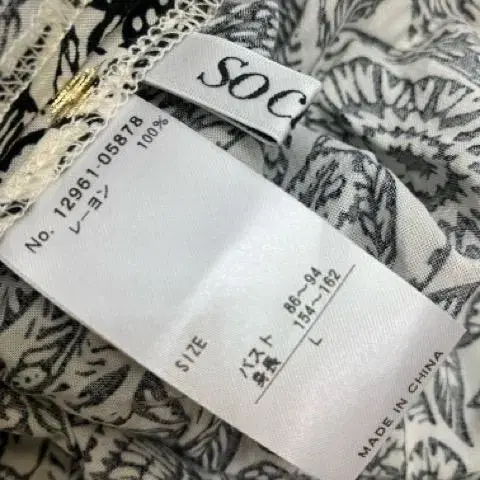 SOC
No. 12961-05878
レーヨン 100%
SIZE
バスト 86～94
身長 154～162
L
MADE IN CHINA